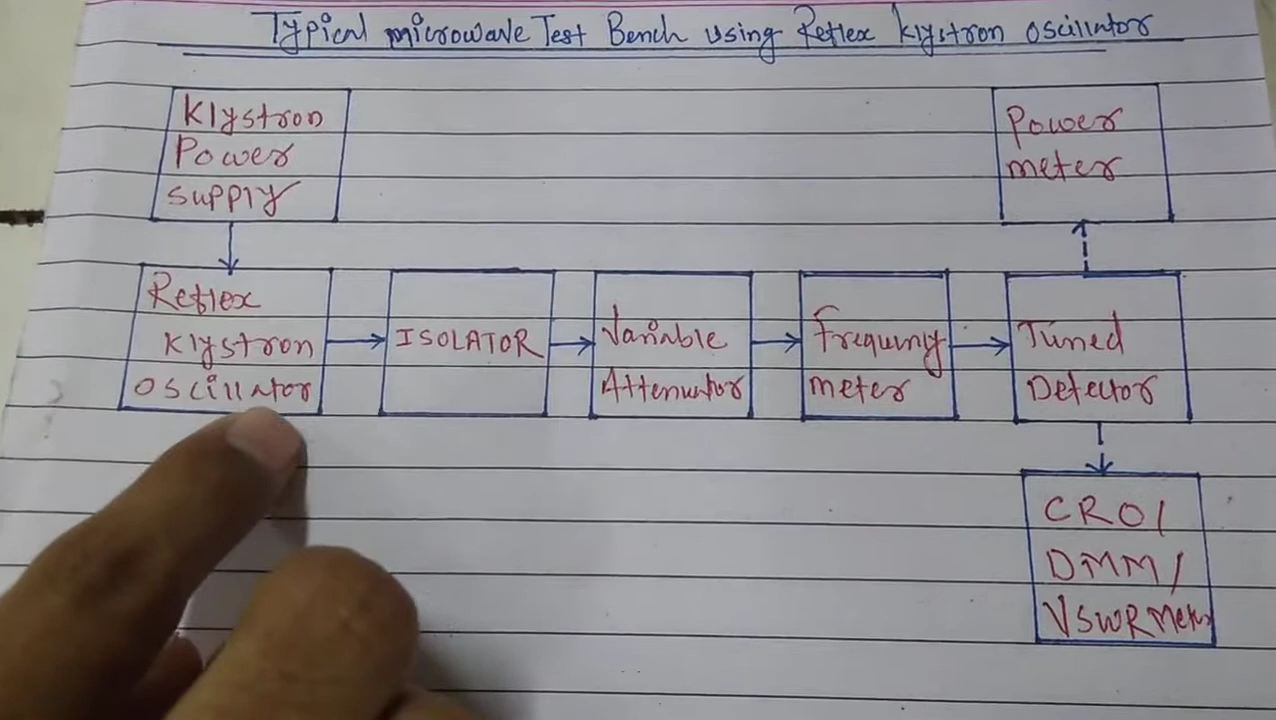 Typical microwave Test Bench using Reflex klystron oscillator
Klystron
Power
supply
Power
meter
Reflex
Klystron
oscillator
ISOLATOR
Variable
Attenuator
frequency
meter
Tuned
Detector
CRO/
DMM/
VSWR Meter